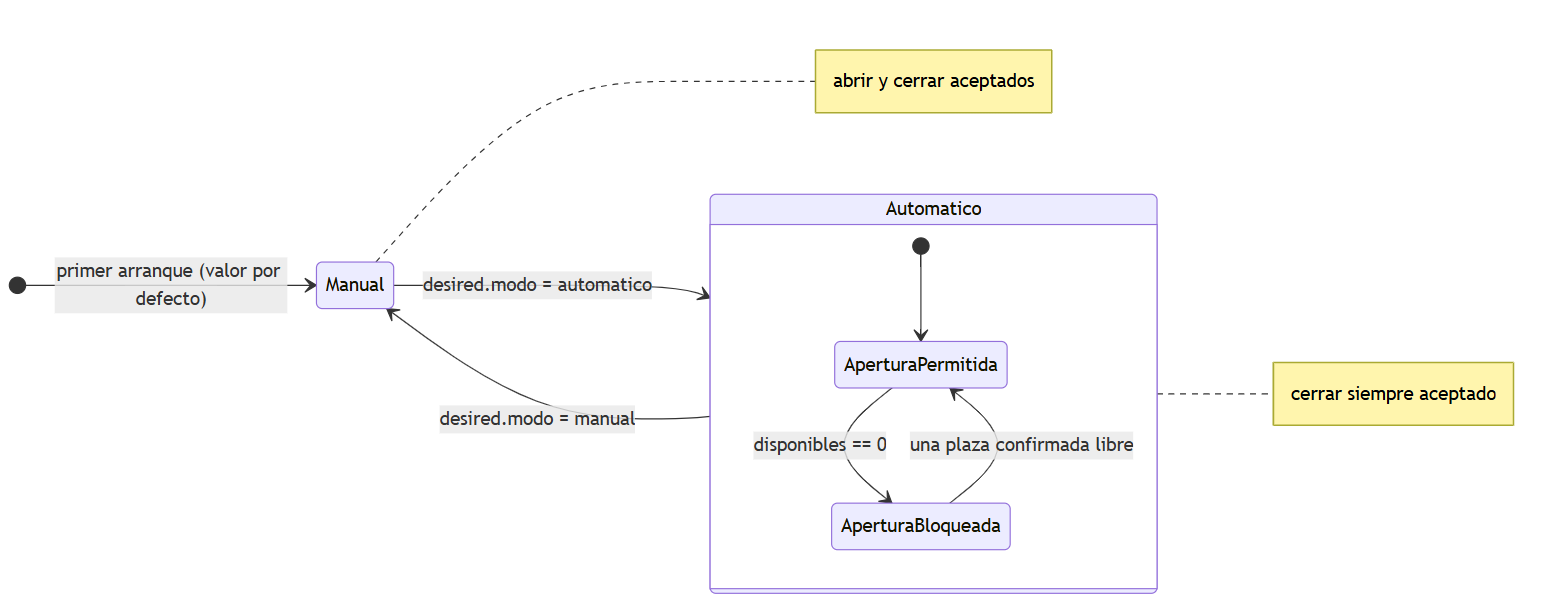 abrir y cerrar aceptados
Automatico
primer arranque (valor por
defecto)
Manual
desired.modo = automatico
AperturaPermitida
cerrar siempre aceptado
desired.modo = manual
disponibles == 0
una plaza confirmada libre
AperturaBloqueada